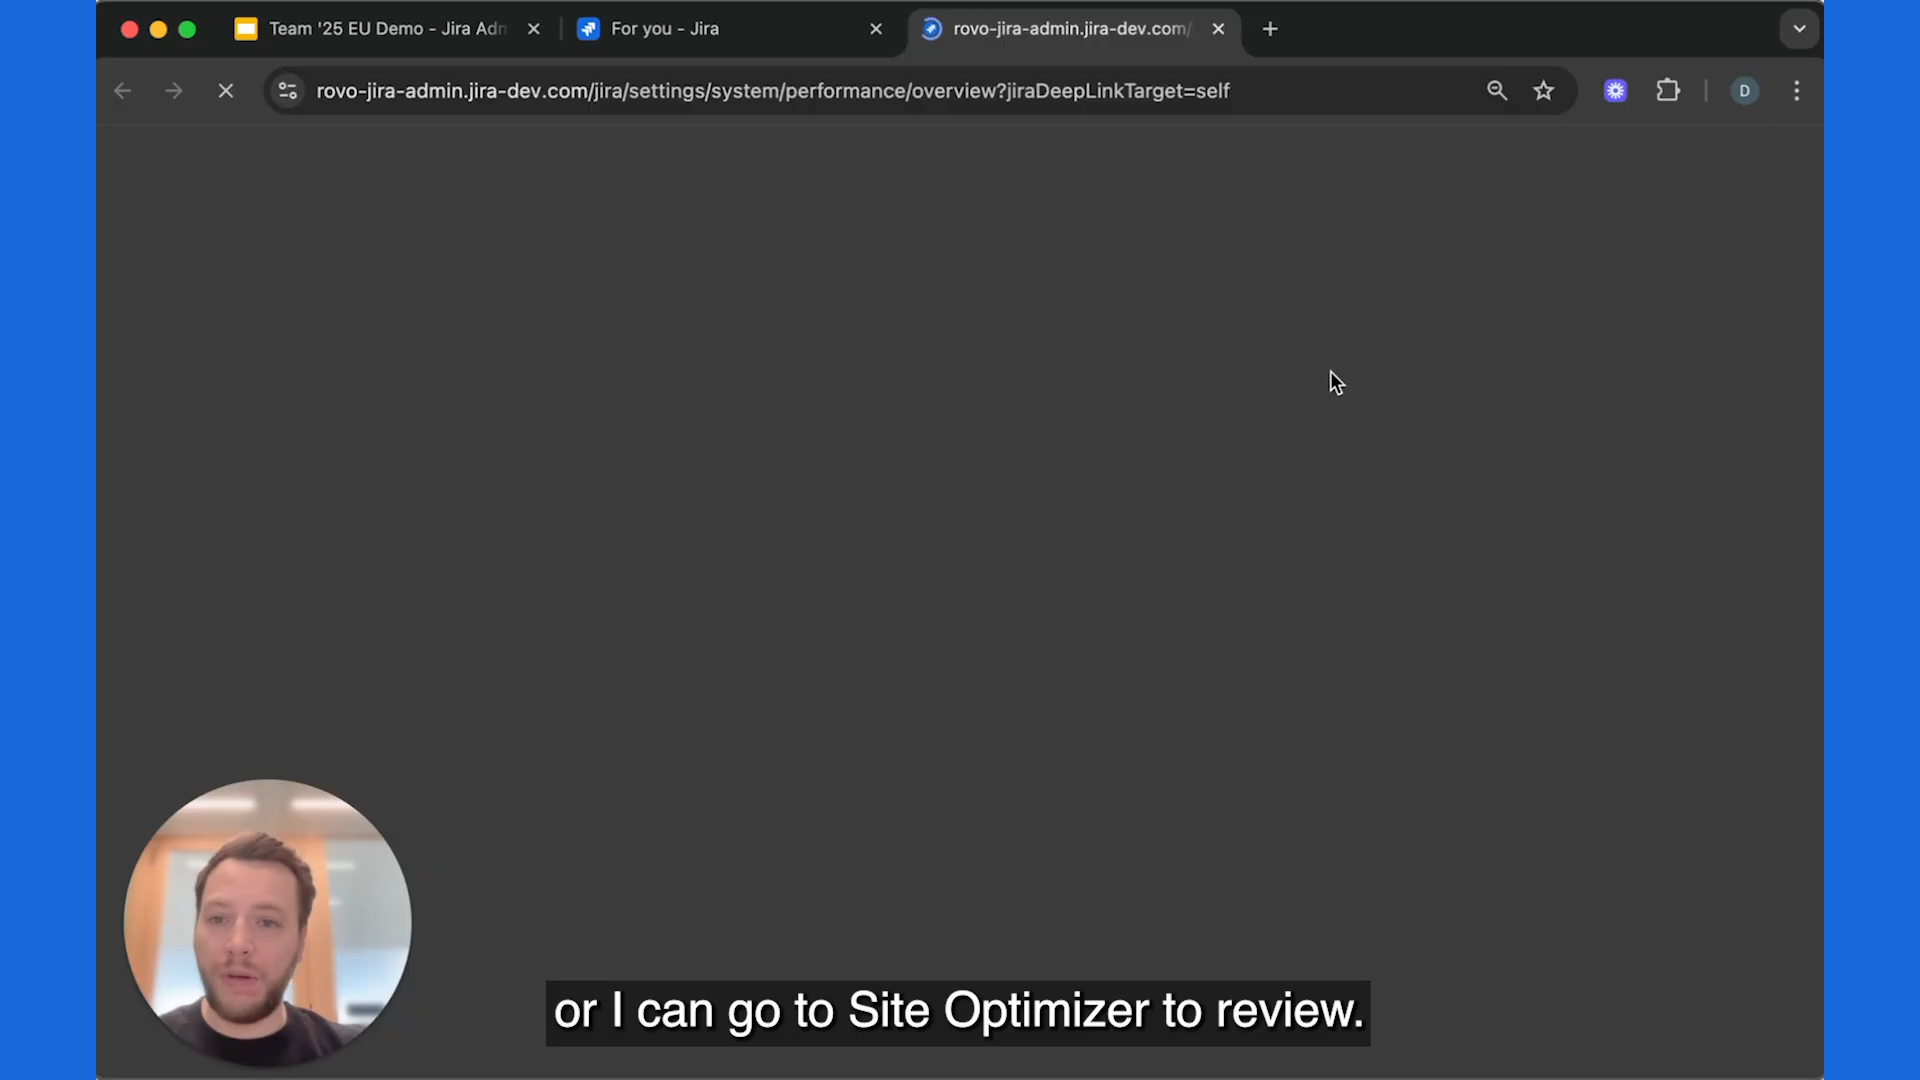 Team '25 EU Demo - Jira Adm
For you - Jira
rovo-jira-admin.jira-dev.com/
rovo-jira-admin.jira-dev.com/jira/settings/system/performance/overview?jiraDeepLinkTarget=self
D
or I can go to Site Optimizer to review.